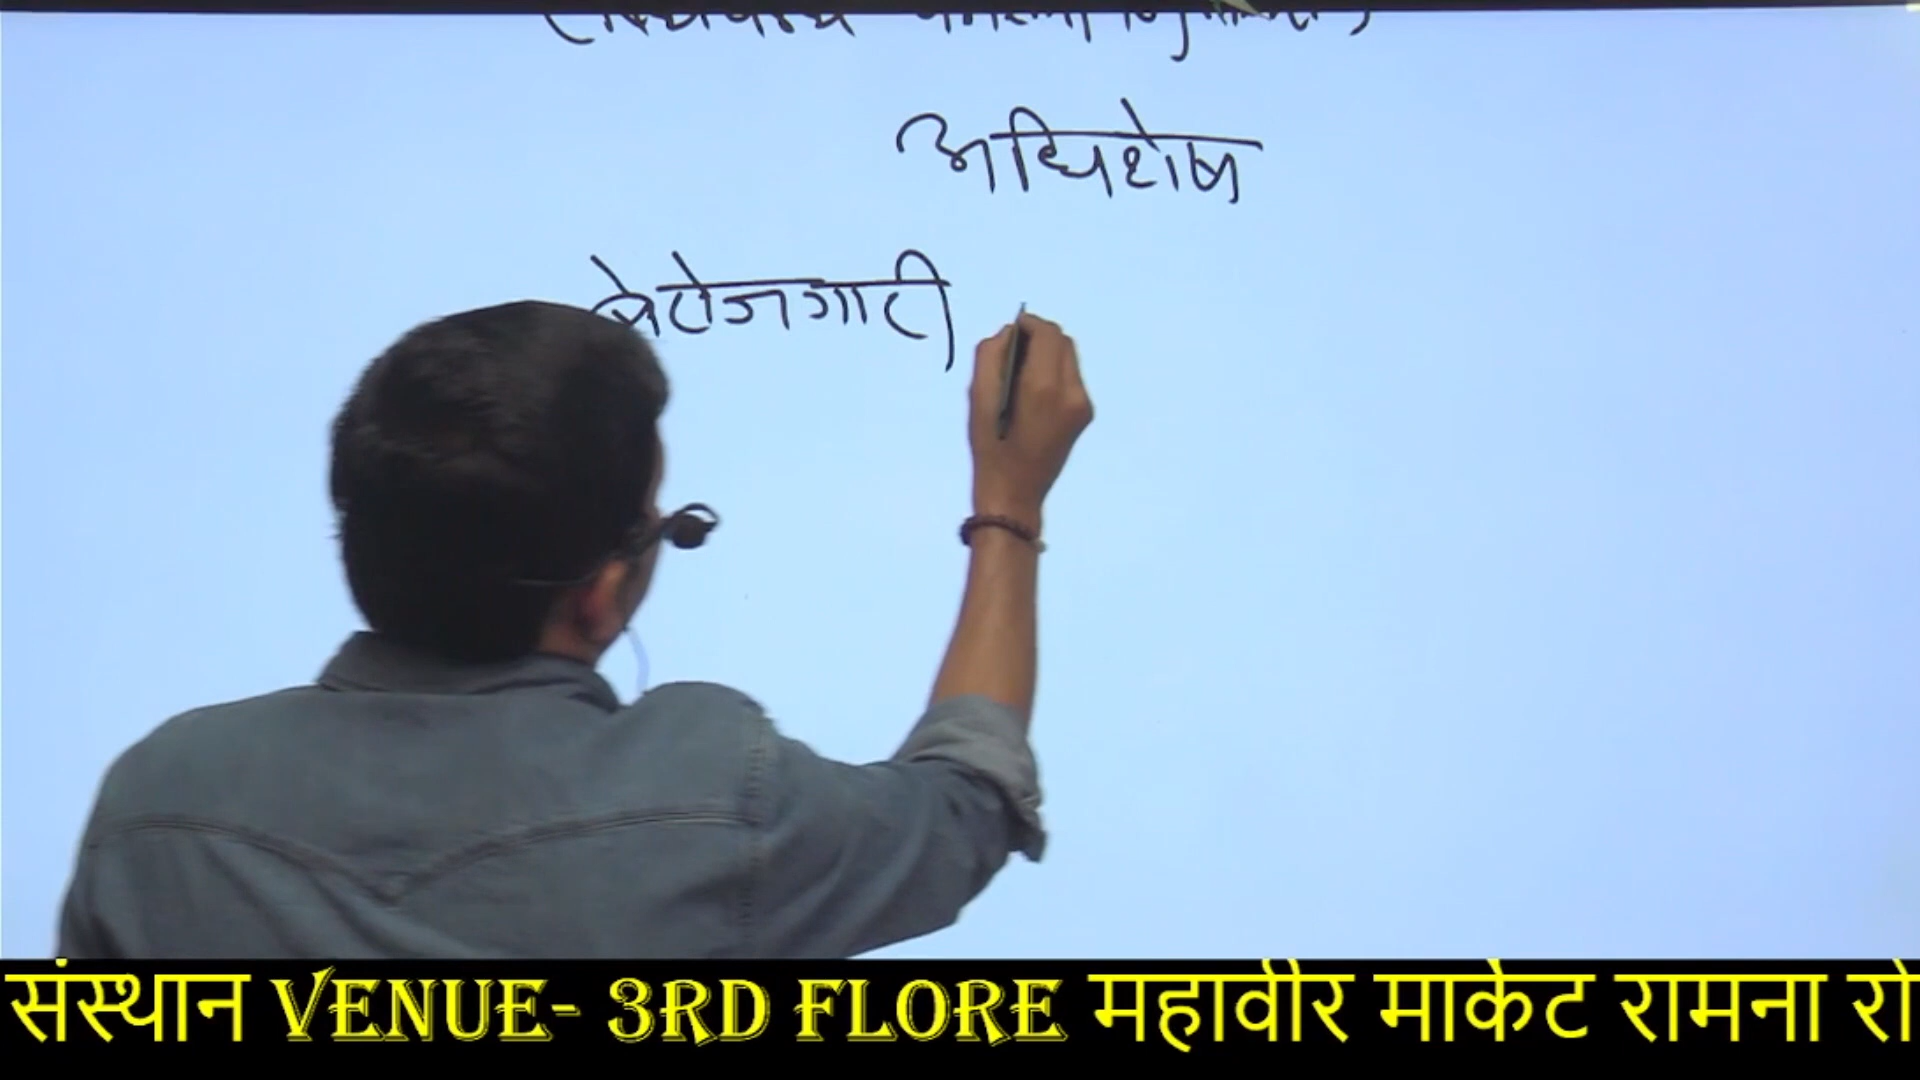 अधिशेष
बेरोजगारी
संस्थान VENUE- 3RD FLORE महावीर मार्केट रामना रो